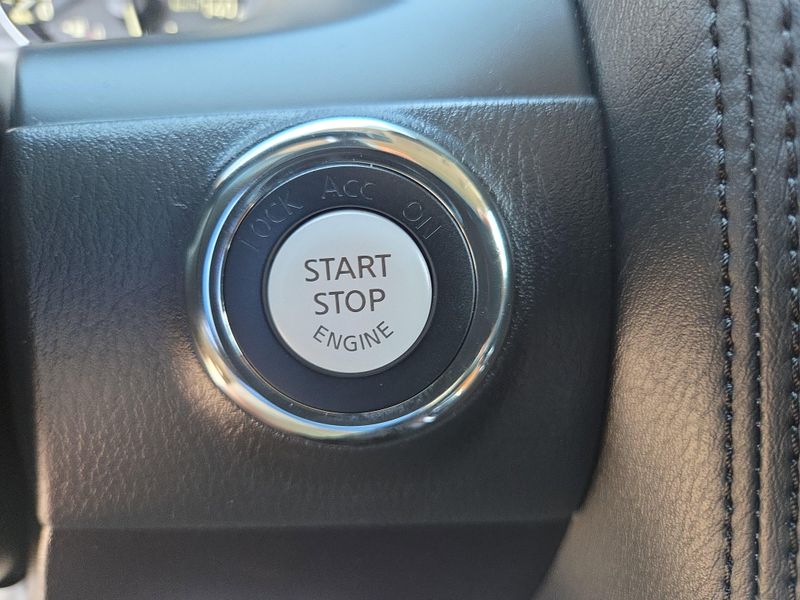 LOCK Acc ON
START
STOP
ENGINE